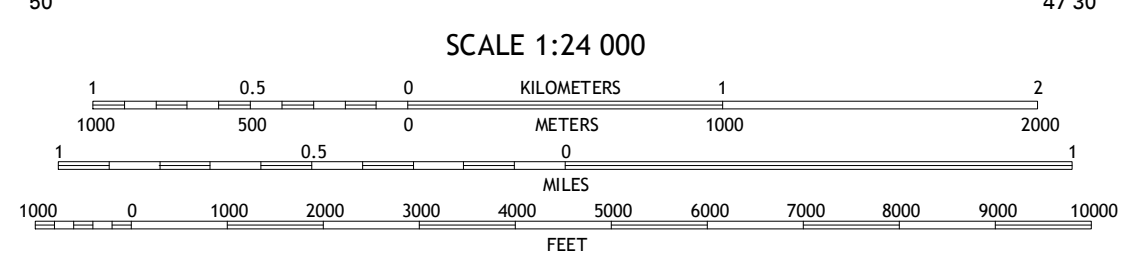 50 47'30
SCALE 1:24 000
1 0.5 0 KILOMETERS 1 2
1000 500 0 METERS 1000 2000
1 0.5 0 1
MILES
1000 0 1000 2000 3000 4000 5000 6000 7000 8000 9000 10000
FEET